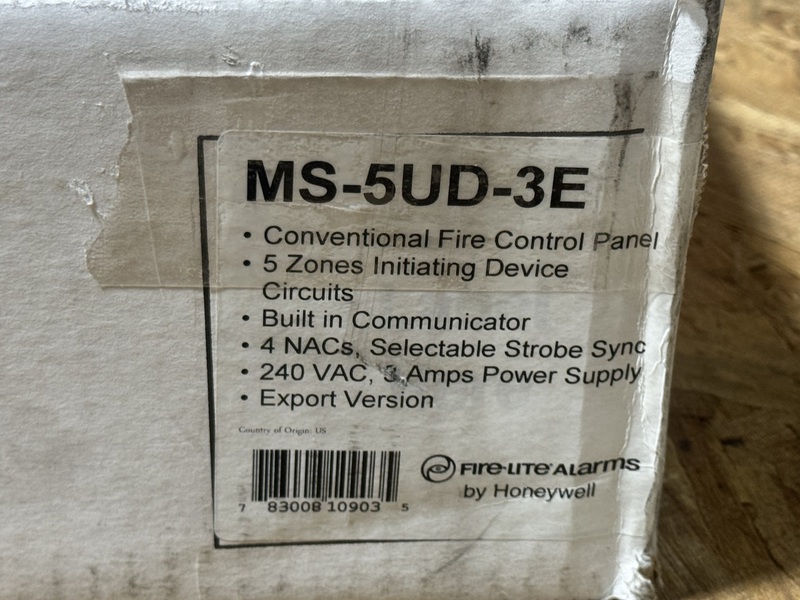 MS-5UD-3E
• Conventional Fire Control Panel
• 5 Zones Initiating Device
Circuits
• Built in Communicator
• 4 NACs, Selectable Strobe Sync
• 240 VAC, 3 Amps Power Supply
• Export Version
Country of Origin: US
7 83008 10903 5
FIRE-LITE ALARMS
by Honeywell